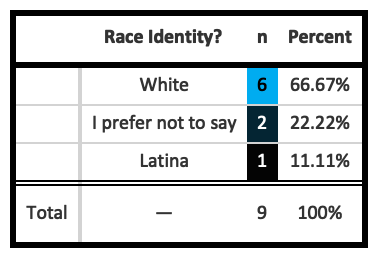 Race Identity? n Percent
White 6 66.67%
I prefer not to say 2 22.22%
Latina 1 11.11%
Total — 9 100%